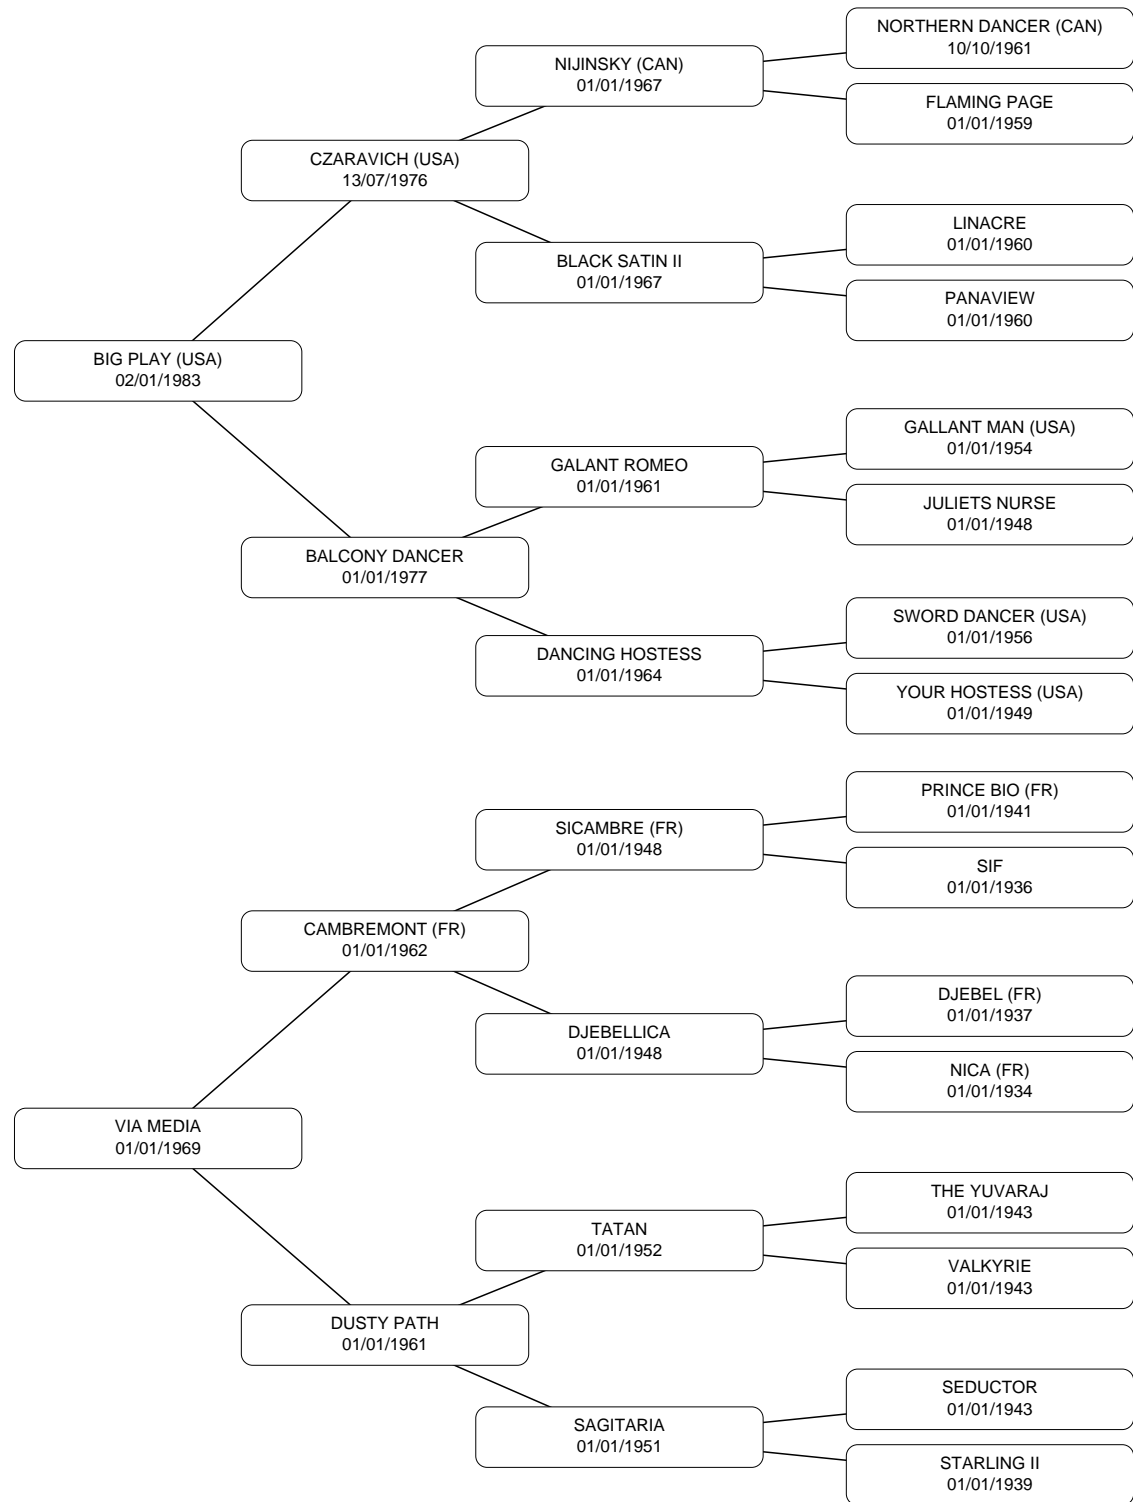 NORTHERN DANCER (CAN)
10/10/1961
NIJINSKY (CAN)
01/01/1967
FLAMING PAGE
01/01/1959
CZARAVICH (USA)
13/07/1976
LINACRE
01/01/1960
BLACK SATIN II
01/01/1967
PANAVIEW
01/01/1960
BIG PLAY (USA)
02/01/1983
GALLANT MAN (USA)
01/01/1954
GALANT ROMEO
01/01/1961
JULIETS NURSE
01/01/1948
BALCONY DANCER
01/01/1977
SWORD DANCER (USA)
01/01/1956
DANCING HOSTESS
01/01/1964
YOUR HOSTESS (USA)
01/01/1949
PRINCE BIO (FR)
01/01/1941
SICAMBRE (FR)
01/01/1948
SIF
01/01/1936
CAMBREMONT (FR)
01/01/1962
DJEBEL (FR)
01/01/1937
DJEBELLICA
01/01/1948
NICA (FR)
01/01/1934
VIA MEDIA
01/01/1969
THE YUVARAJ
01/01/1943
TATAN
01/01/1952
VALKYRIE
01/01/1943
DUSTY PATH
01/01/1961
SEDUCTOR
01/01/1943
SAGITARIA
01/01/1951
STARLING II
01/01/1939